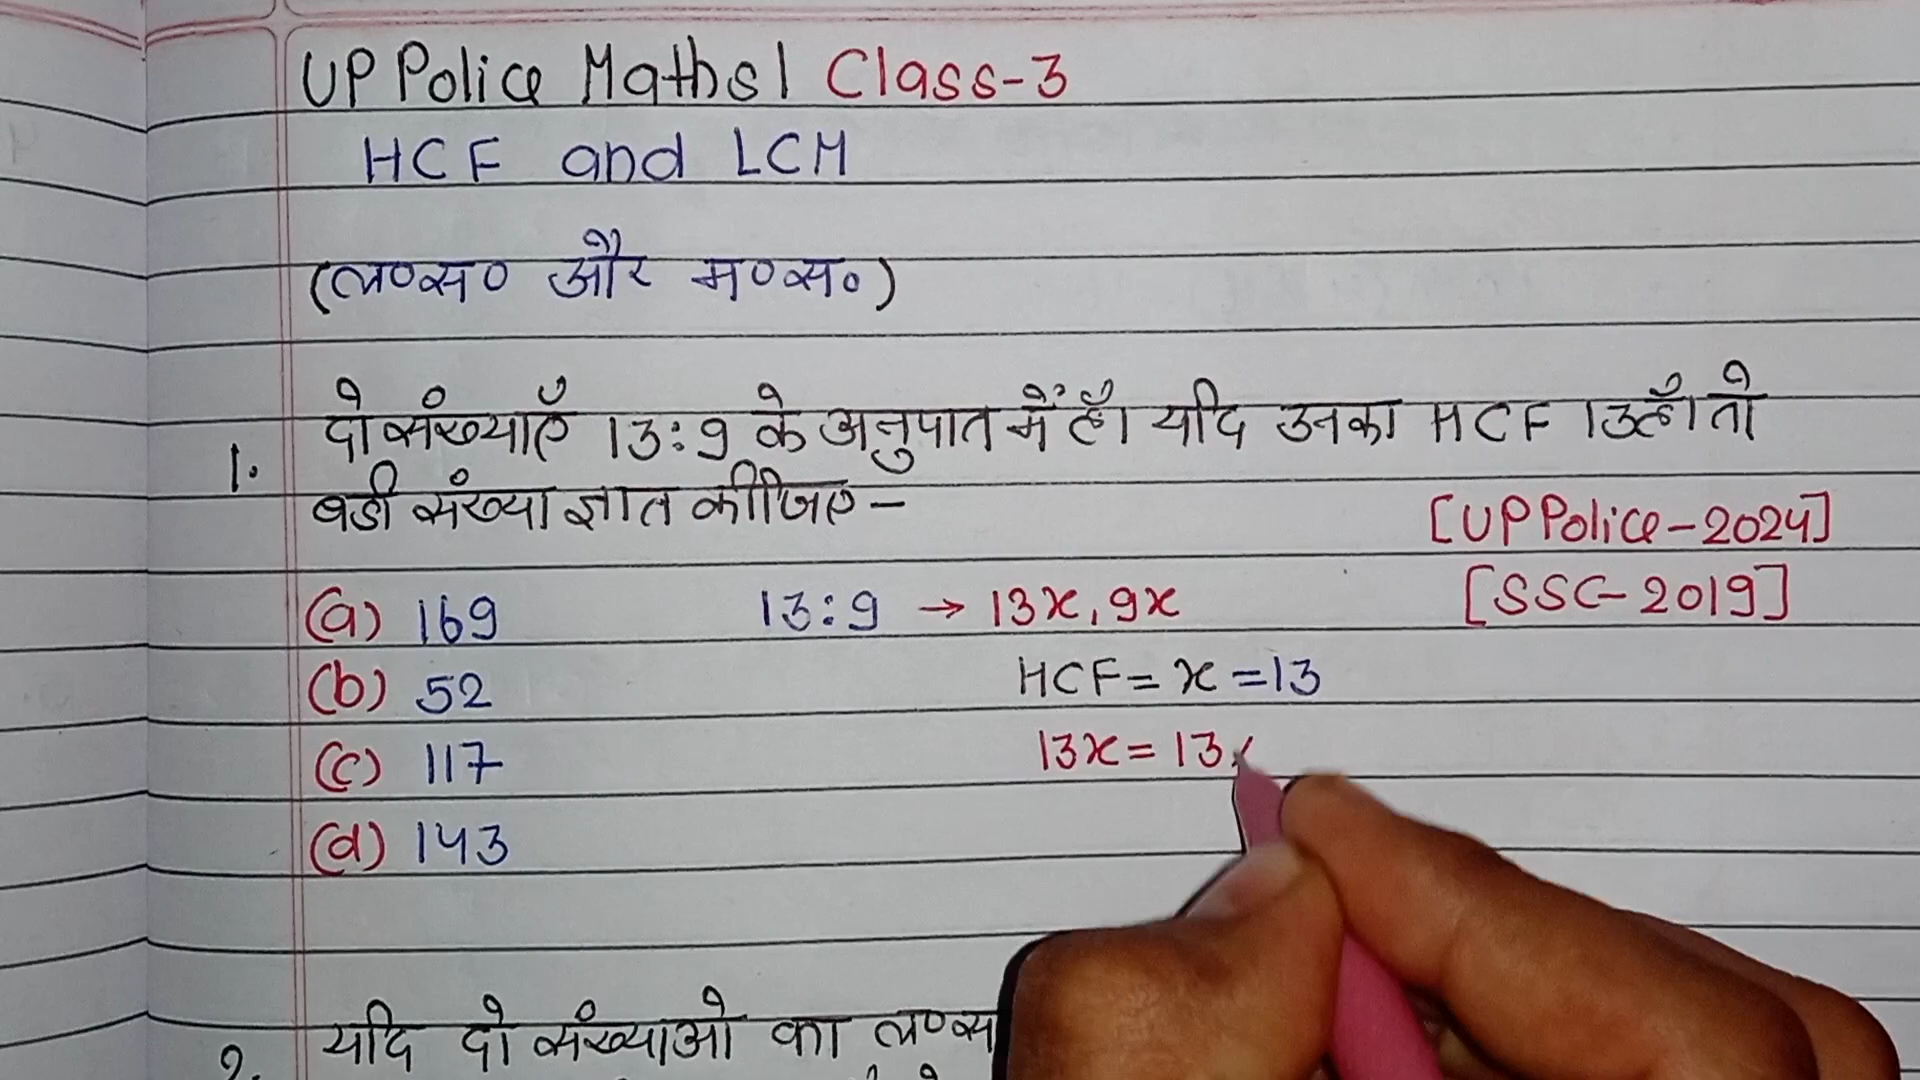 UP Police Maths| Class-3
HCF and LCM
(ल०स० और म०स०)
1. दो संख्याएँ 13:9 के अनुपात में है। यदि उनका HCF 13है। तो
बडी संख्या ज्ञात कीजिए -
[UP Police-2024]
(a) 169 13:9 → 13x, 9x [SSC-2019]
(b) 52 HCF = x = 13
(c) 117 13x = 13
(d) 143
2. यदि दो संख्याओ का ल०स